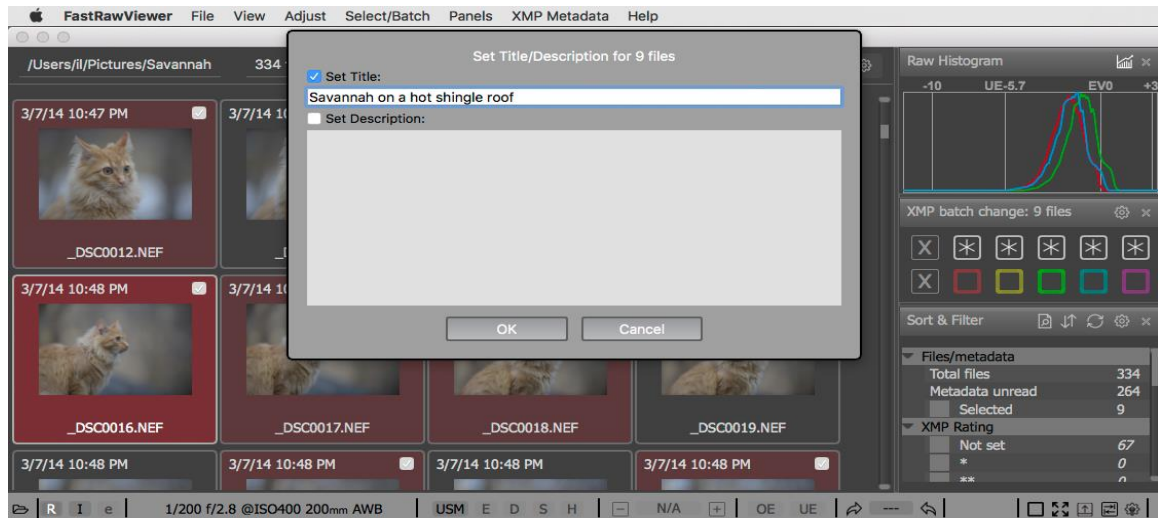 FastRawViewer File View Adjust Select/Batch Panels XMP Metadata Help
/Users/il/Pictures/Savannah 334
Set Title/Description for 9 files
Set Title:
Savannah on a hot shingle roof
Set Description:
OK Cancel
3/7/14 10:47 PM
_DSC0012.NEF
3/7/14 10:48 PM
_DSC0016.NEF _DSC0017.NEF _DSC0018.NEF _DSC0019.NEF
3/7/14 10:48 PM 3/7/14 10:48 PM 3/7/14 10:48 PM 3/7/14 10:48 PM
Raw Histogram
-10 UE-5.7 EV0 +3
XMP batch change: 9 files
X * * * * *
X
Sort & Filter
Files/metadata
Total files 334
Metadata unread 264
Selected 9
XMP Rating
Not set 67
* 0
** 0
R I e 1/200 f/2.8 @ISO400 200mm AWB USM E D S H N/A OE UE ---